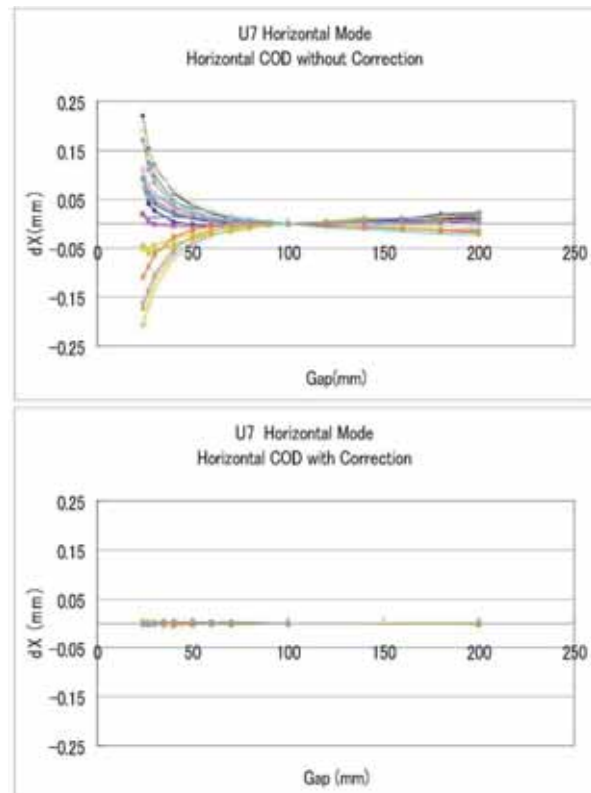 U7 Horizontal Mode
Horizontal COD without Correction
0.25
0.15
0.05
-0.05
-0.15
-0.25
0 50 100 150 200 250
dX(mm)
Gap(mm)
U7 Horizontal Mode
Horizontal COD with Correction
0.25
0.15
0.05
-0.05
-0.15
-0.25
0 50 100 150 200 250
dX (mm)
Gap (mm)